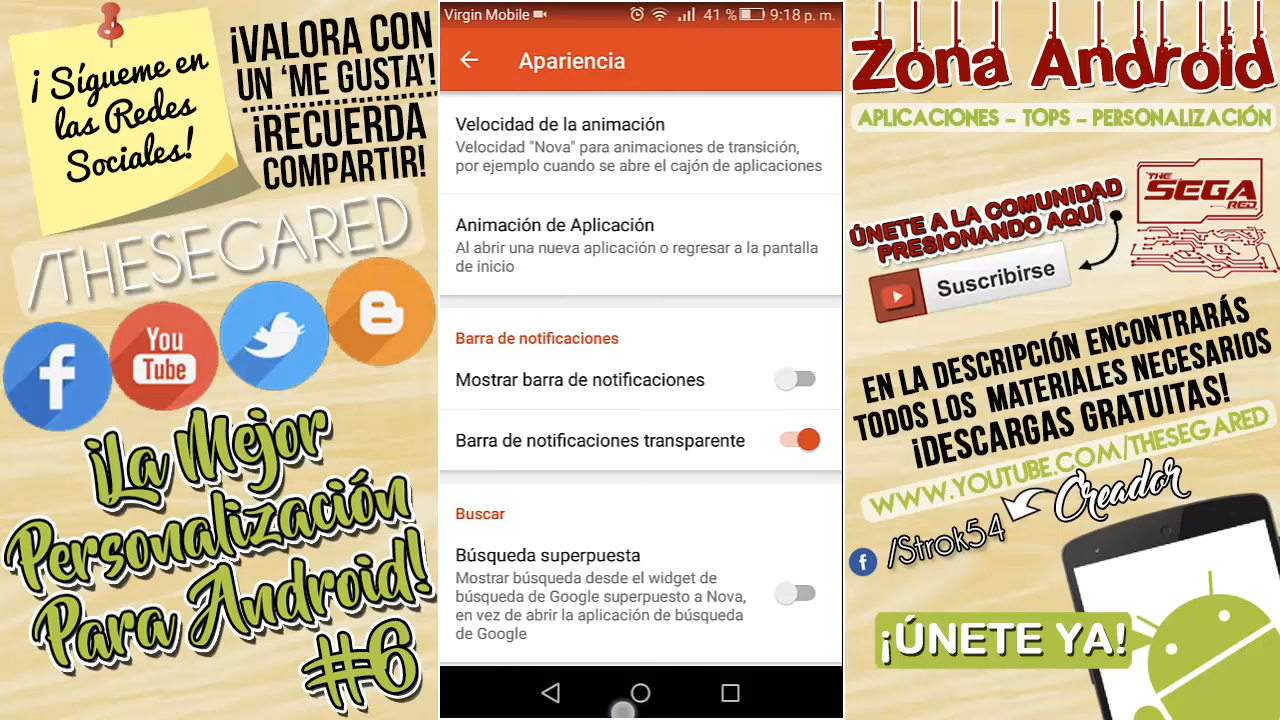 ¡Sígueme en
las Redes
Sociales!
¡VALORA CON
UN 'ME GUSTA'!
¡RECUERDA
COMPARTIR!
/THESEGARED
f
You
Tube
B
¡La Mejor
Personalización
Para Android!
#6
Virgin Mobile
41 %
9:18 p. m.
Apariencia
Velocidad de la animación
Velocidad "Nova" para animaciones de transición,
por ejemplo cuando se abre el cajón de aplicaciones
Animación de Aplicación
Al abrir una nueva aplicación o regresar a la pantalla
de inicio
Barra de notificaciones
Mostrar barra de notificaciones
Barra de notificaciones transparente
Buscar
Búsqueda superpuesta
Mostrar búsqueda desde el widget de
búsqueda de Google superpuesto a Nova,
en vez de abrir la aplicación de búsqueda
de Google
Zona Android
APLICACIONES – TOPS – PERSONALIZACIÓN
THE
SEGA
RED
ÚNETE A LA COMUNIDAD
PRESIONANDO AQUÍ
Suscribirse
EN LA DESCRIPCIÓN ENCONTRARÁS
TODOS LOS MATERIALES NECESARIOS
¡DESCARGAS GRATUITAS!
WWW.YOUTUBE.COM/THESEGARED
Creador
f /Strok54
¡ÚNETE YA!